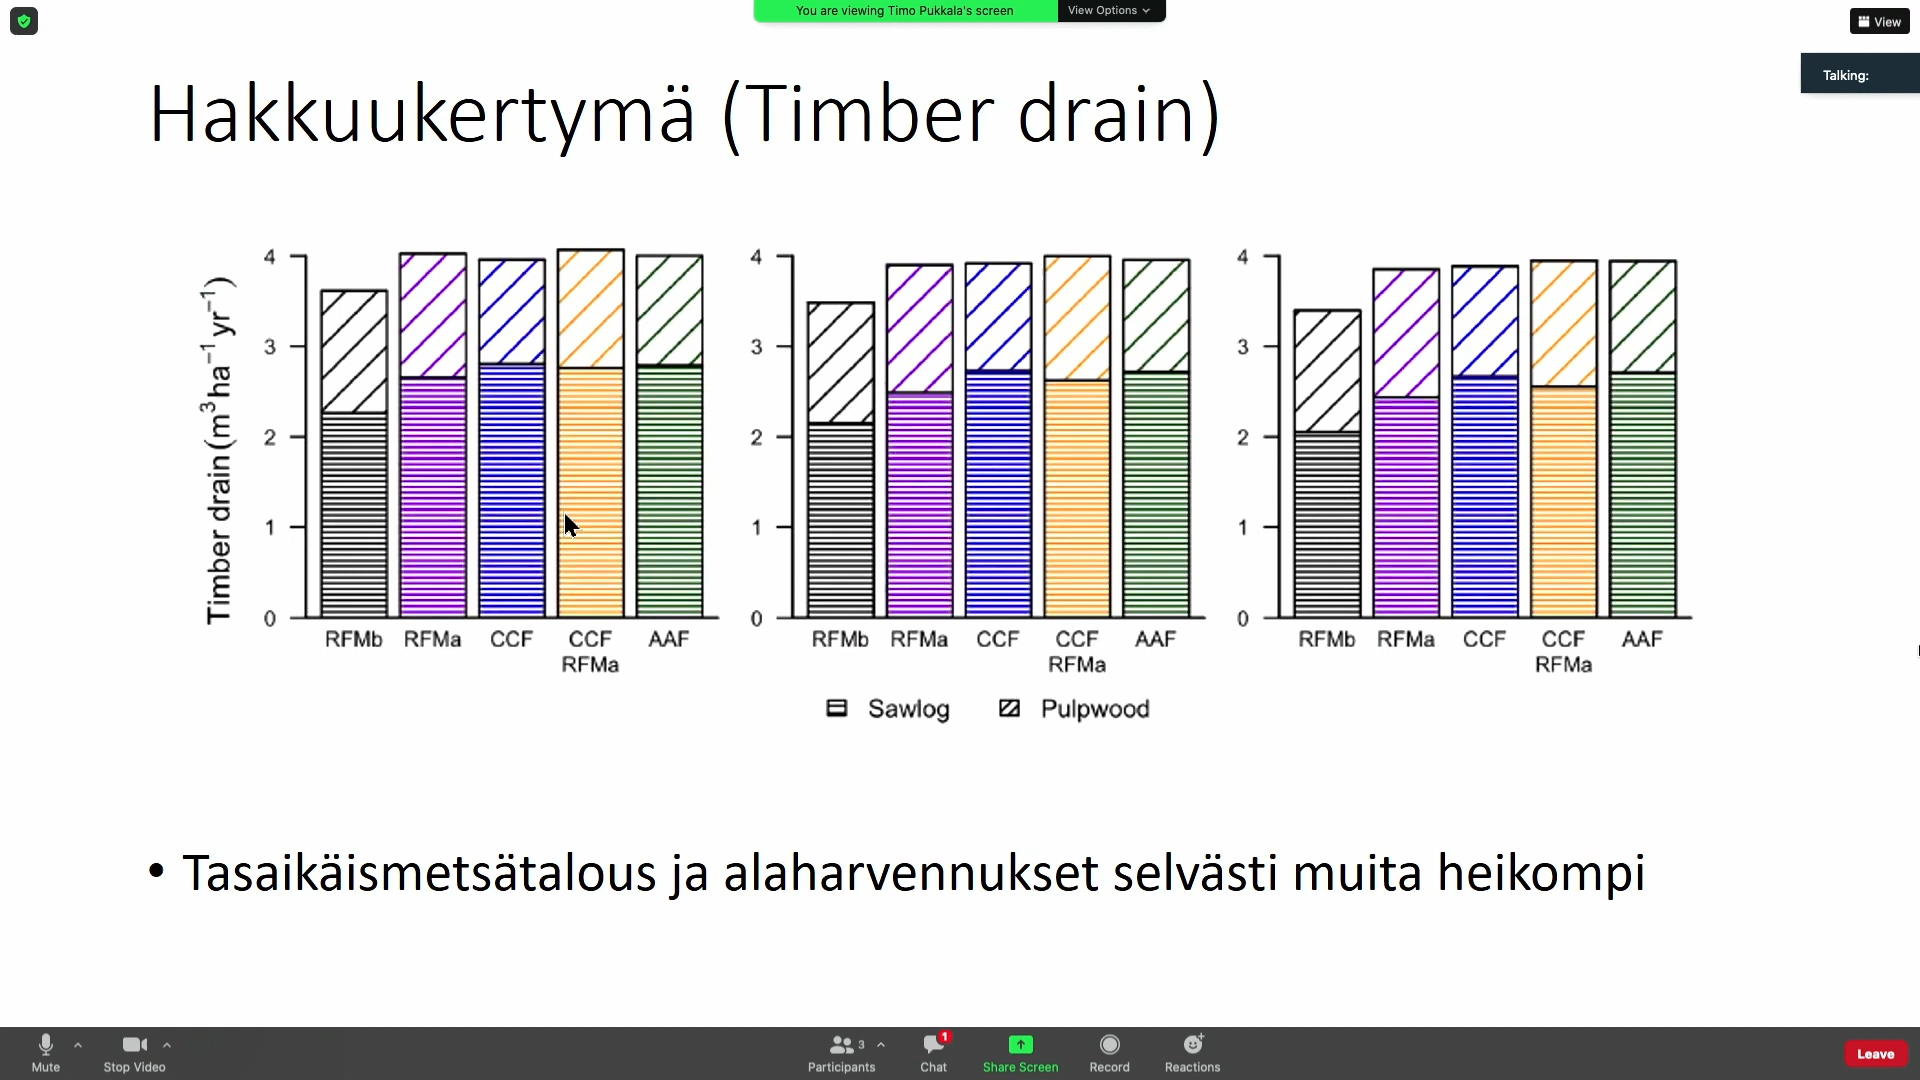 You are viewing Timo Pukkala's screen
View Options
View
Talking:
Hakkuukertymä (Timber drain)
Timber drain (m³ ha⁻¹ yr⁻¹)
4
3
2
1
0
RFMb RFMa CCF CCF RFMa AAF
4
3
2
1
0
RFMb RFMa CCF CCF RFMa AAF
4
3
2
1
0
RFMb RFMa CCF CCF RFMa AAF
Sawlog Pulpwood
• Tasaikäismetsätalous ja alaharvennukset selvästi muita heikompi
Mute
Stop Video
3
Participants
1
Chat
Share Screen
Record
Reactions
Leave